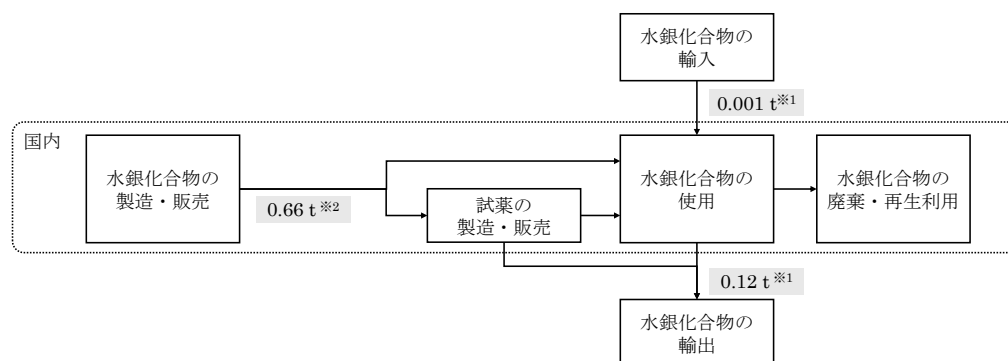 水銀化合物の
輸入
0.001 t※1
国内
水銀化合物の
製造・販売
0.66 t※2
試薬の
製造・販売
水銀化合物の
使用
水銀化合物の
廃棄・再生利用
0.12 t※1
水銀化合物の
輸出